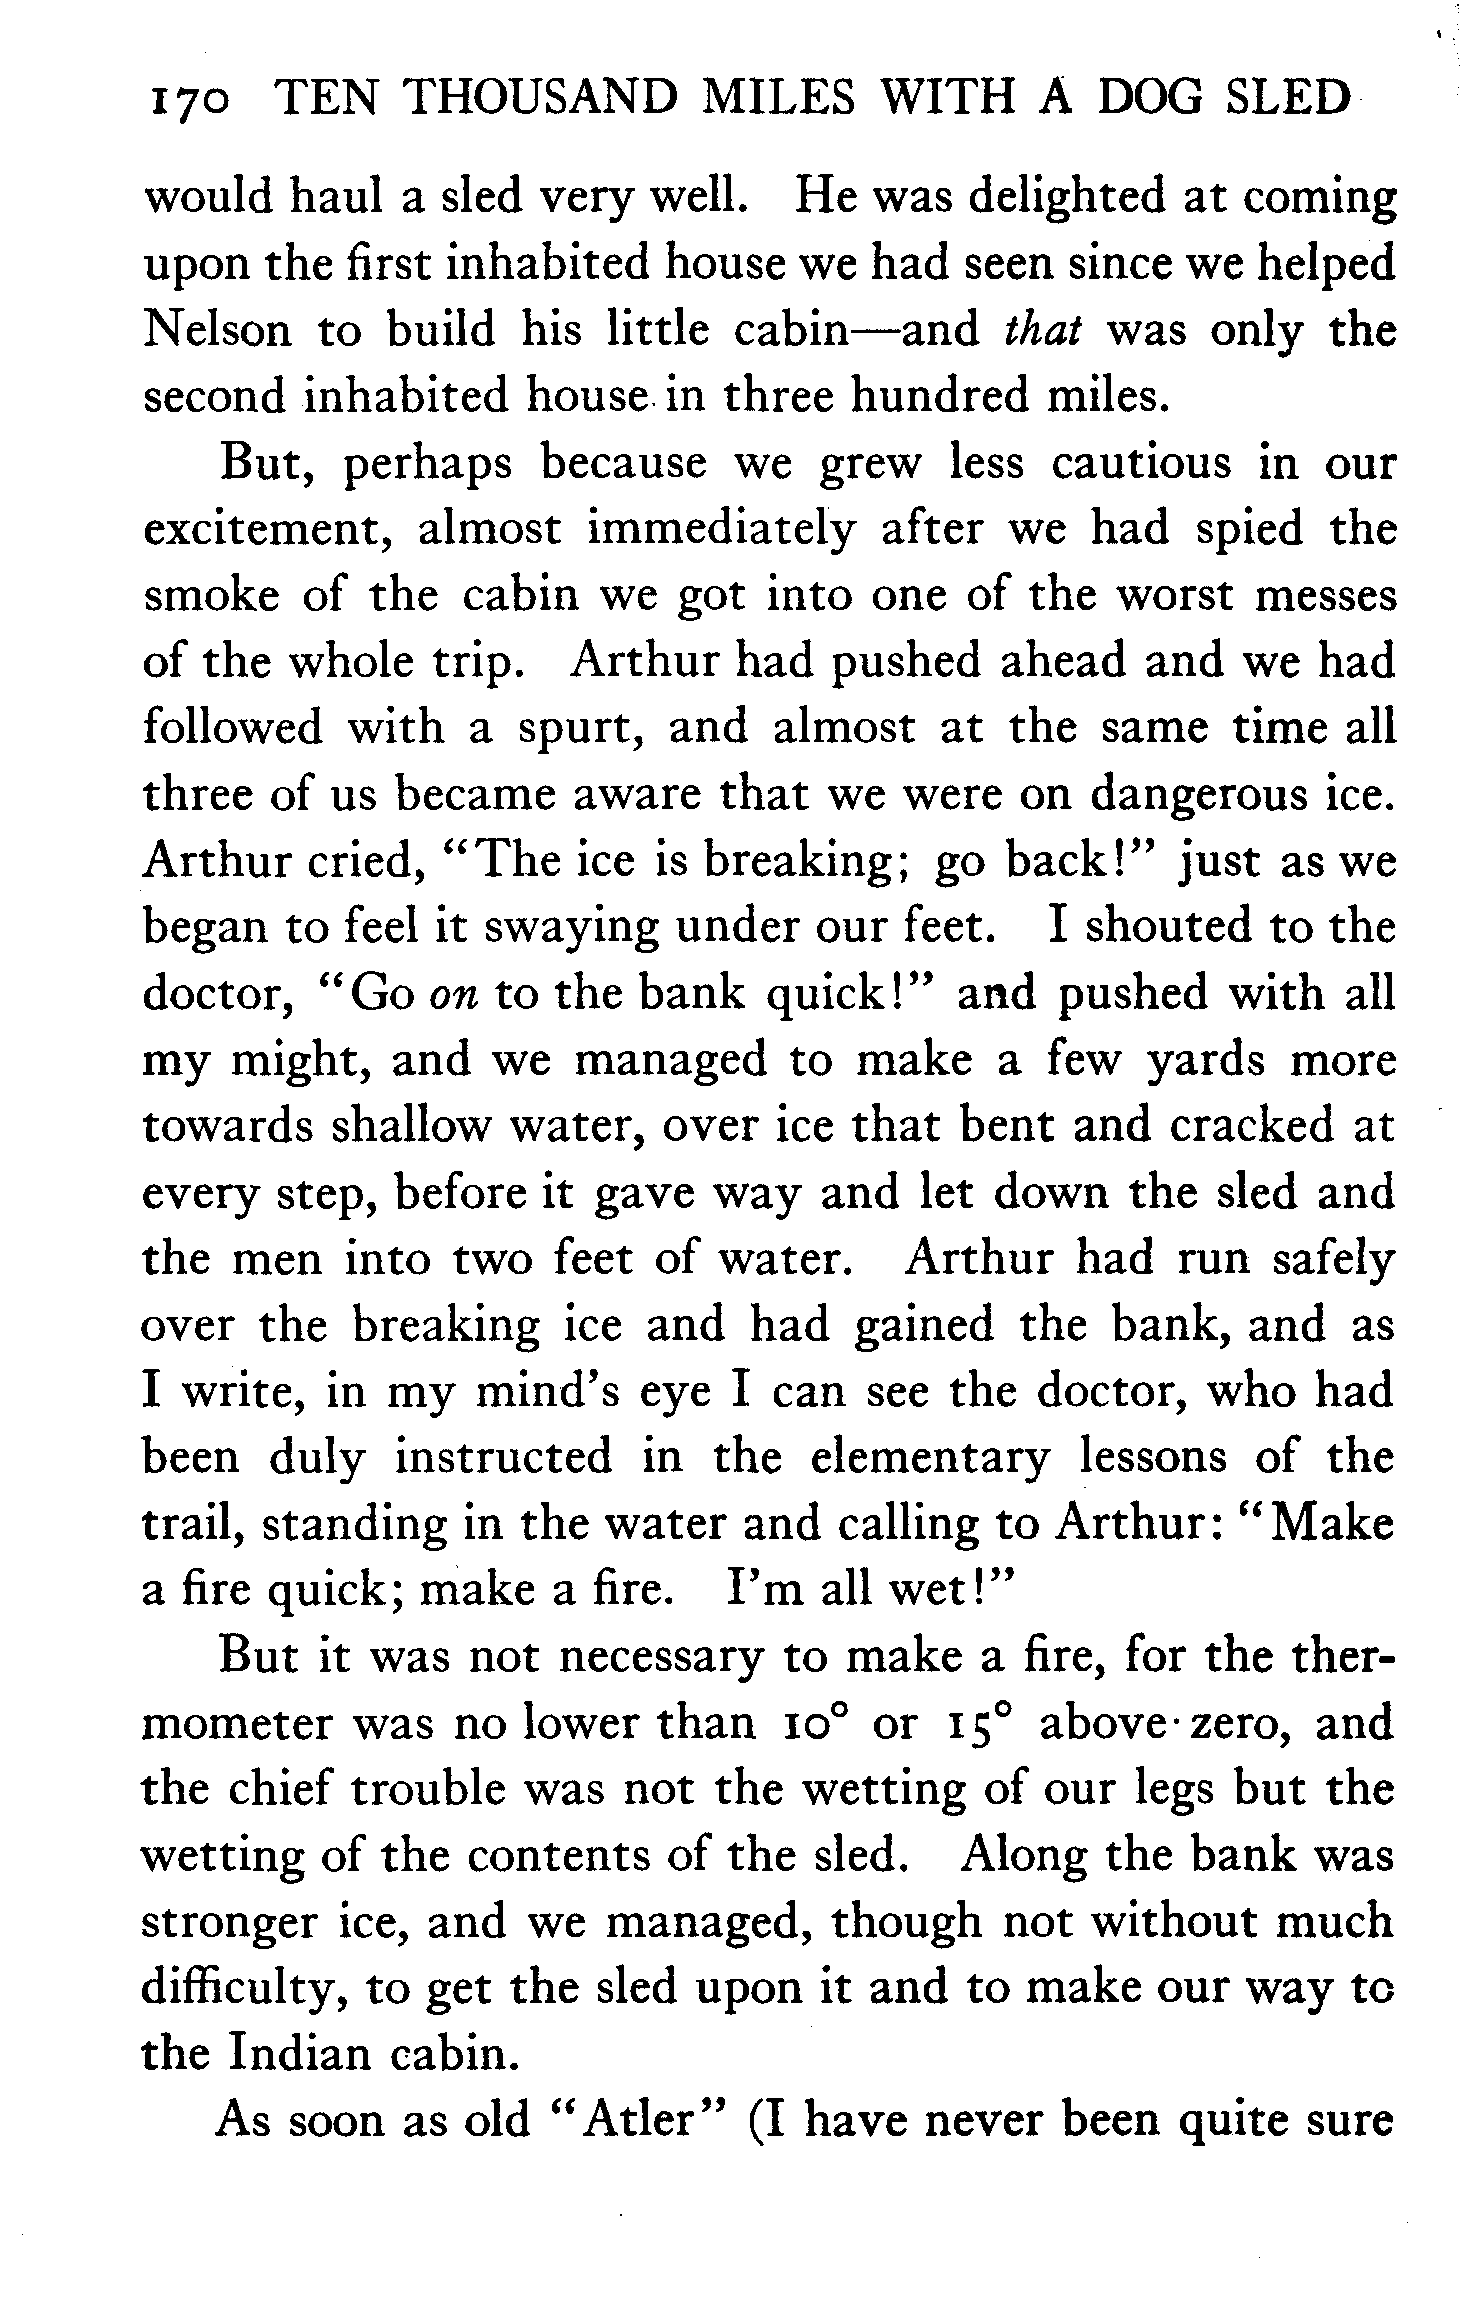 170 TEN THOUSAND MILES WITH A DOG SLED
would haul a sled very well. He was delighted at coming
upon the first inhabited house we had seen since we helped
Nelson to build his little cabin—and that was only the
second inhabited house in three hundred miles.
But, perhaps because we grew less cautious in our
excitement, almost immediately after we had spied the
smoke of the cabin we got into one of the worst messes
of the whole trip. Arthur had pushed ahead and we had
followed with a spurt, and almost at the same time all
three of us became aware that we were on dangerous ice.
Arthur cried, "The ice is breaking; go back!" just as we
began to feel it swaying under our feet. I shouted to the
doctor, "Go on to the bank quick!" and pushed with all
my might, and we managed to make a few yards more
towards shallow water, over ice that bent and cracked at
every step, before it gave way and let down the sled and
the men into two feet of water. Arthur had run safely
over the breaking ice and had gained the bank, and as
I write, in my mind's eye I can see the doctor, who had
been duly instructed in the elementary lessons of the
trail, standing in the water and calling to Arthur: "Make
a fire quick; make a fire. I'm all wet!"
But it was not necessary to make a fire, for the ther-
mometer was no lower than 10° or 15° above zero, and
the chief trouble was not the wetting of our legs but the
wetting of the contents of the sled. Along the bank was
stronger ice, and we managed, though not without much
difficulty, to get the sled upon it and to make our way to
the Indian cabin.
As soon as old "Atler" (I have never been quite sure